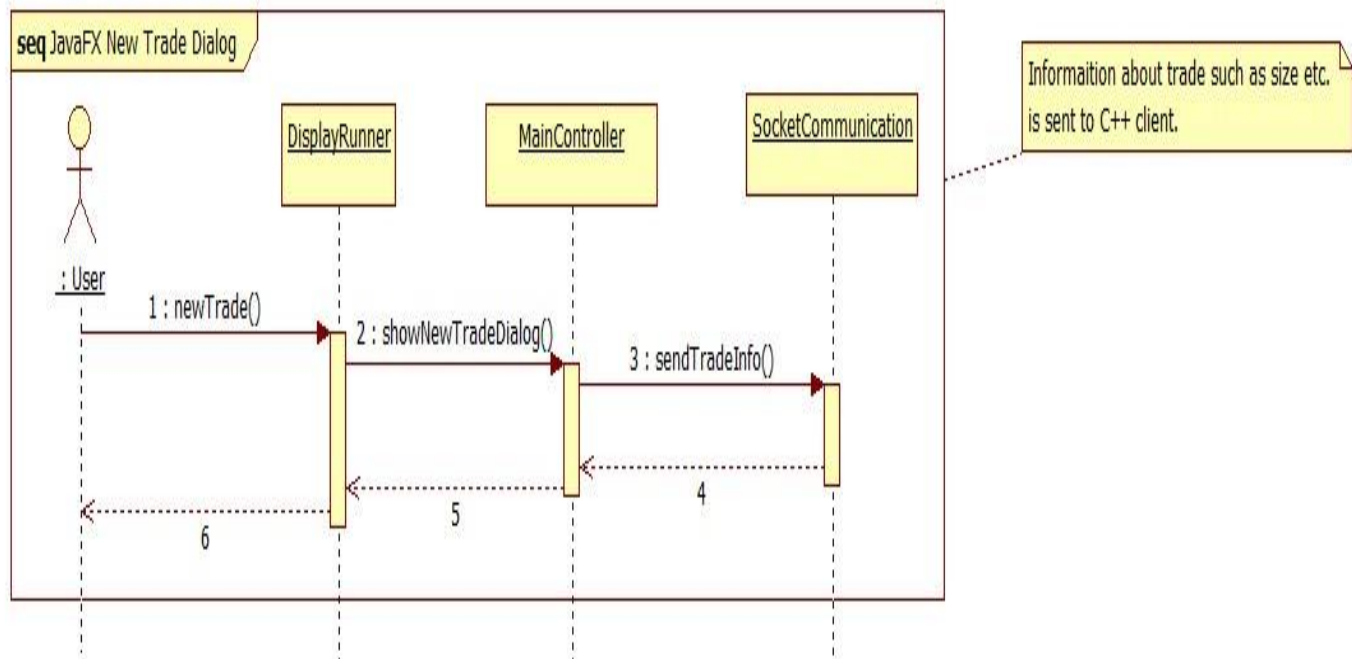 seq JavaFX New Trade Dialog
Informaition about trade such as size etc.
is sent to C++ client.
DisplayRunner
MainController
SocketCommunication
: User
1 : newTrade()
2 : showNewTradeDialog()
3 : sendTradeInfo()
4
5
6